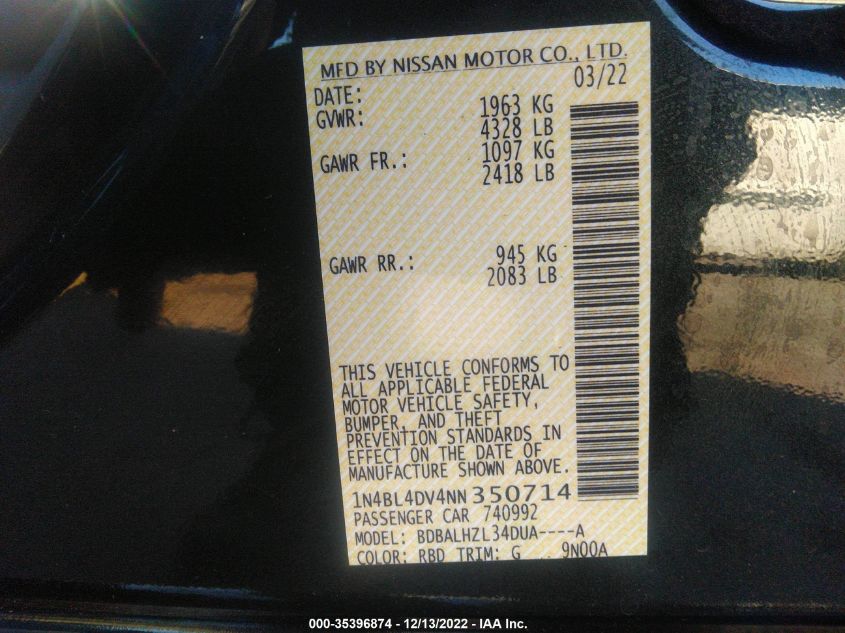 MFD BY NISSAN MOTOR CO., LTD.
DATE: 03/22
GVWR: 1963 KG
4328 LB
GAWR FR.: 1097 KG
2418 LB
GAWR RR.: 945 KG
2083 LB
THIS VEHICLE CONFORMS TO
ALL APPLICABLE FEDERAL
MOTOR VEHICLE SAFETY,
BUMPER, AND THEFT
PREVENTION STANDARDS IN
EFFECT ON THE DATE OF
MANUFACTURE SHOWN ABOVE.
1N4BL4DV4NN350714
PASSENGER CAR 740992
MODEL: BDBALHZL34DUA----A
COLOR: RBD TRIM: G 9N00A
000-35396874 / 12/13/2022 - IAA Inc.